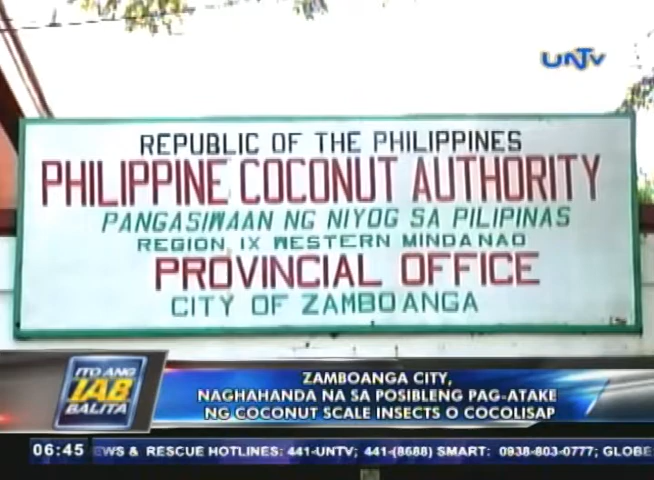 UNTV
REPUBLIC OF THE PHILIPPINES
PHILIPPINE COCONUT AUTHORITY
PANGASIWAAN NG NIYOG SA PILIPINAS
REGION IX WESTERN MINDANAO
PROVINCIAL OFFICE
CITY OF ZAMBOANGA
ITO ANG
LAB
BALITA
ZAMBOANGA CITY,
NAGHAHANDA NA SA POSIBLENG PAG-ATAKE
NG COCONUT SCALE INSECTS O COCOLISAP
06:45 EWS & RESCUE HOTLINES: 441-UNTV; 441-(8688) SMART: 0938-803-0777; GLOBE